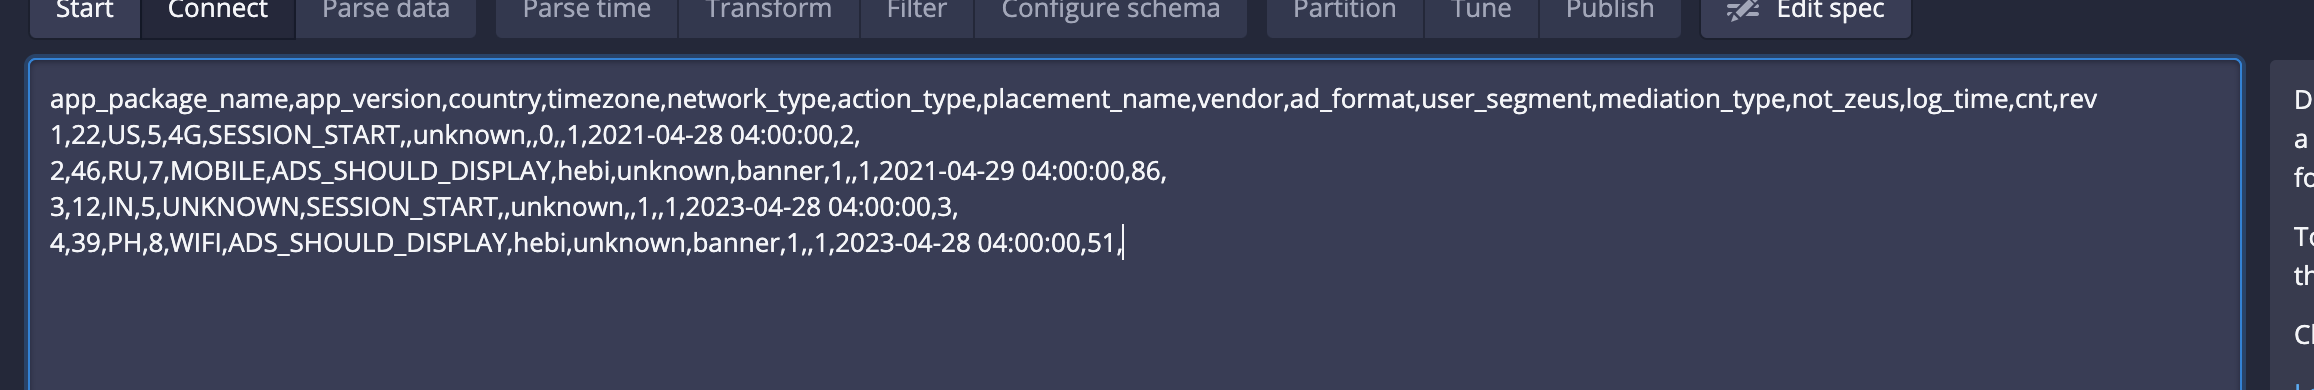 Start Connect Parse data Parse time Transform Filter Configure schema Partition Tune Publish Edit spec
app_package_name,app_version,country,timezone,network_type,action_type,placement_name,vendor,ad_format,user_segment,mediation_type,not_zeus,log_time,cnt,rev
1,22,US,5,4G,SESSION_START,,unknown,,0,,1,2021-04-28 04:00:00,2,
2,46,RU,7,MOBILE,ADS_SHOULD_DISPLAY,hebi,unknown,banner,1,,1,2021-04-29 04:00:00,86,
3,12,IN,5,UNKNOWN,SESSION_START,,unknown,,1,,1,2023-04-28 04:00:00,3,
4,39,PH,8,WIFI,ADS_SHOULD_DISPLAY,hebi,unknown,banner,1,,1,2023-04-28 04:00:00,51,